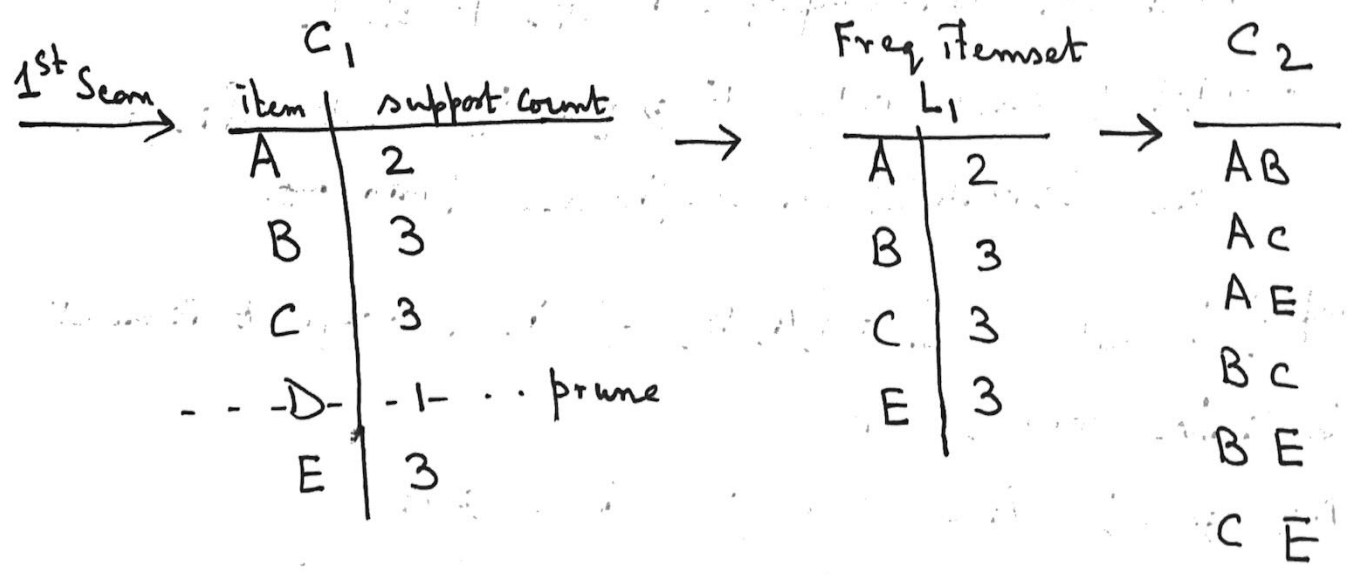 1st Scan
C1
item support count
A 2
B 3
C 3
- - - D - - 1 - . . prune
E 3
Freq itemset
L1
A 2
B 3
C 3
E 3
C2
AB
AC
AE
BC
BE
CE